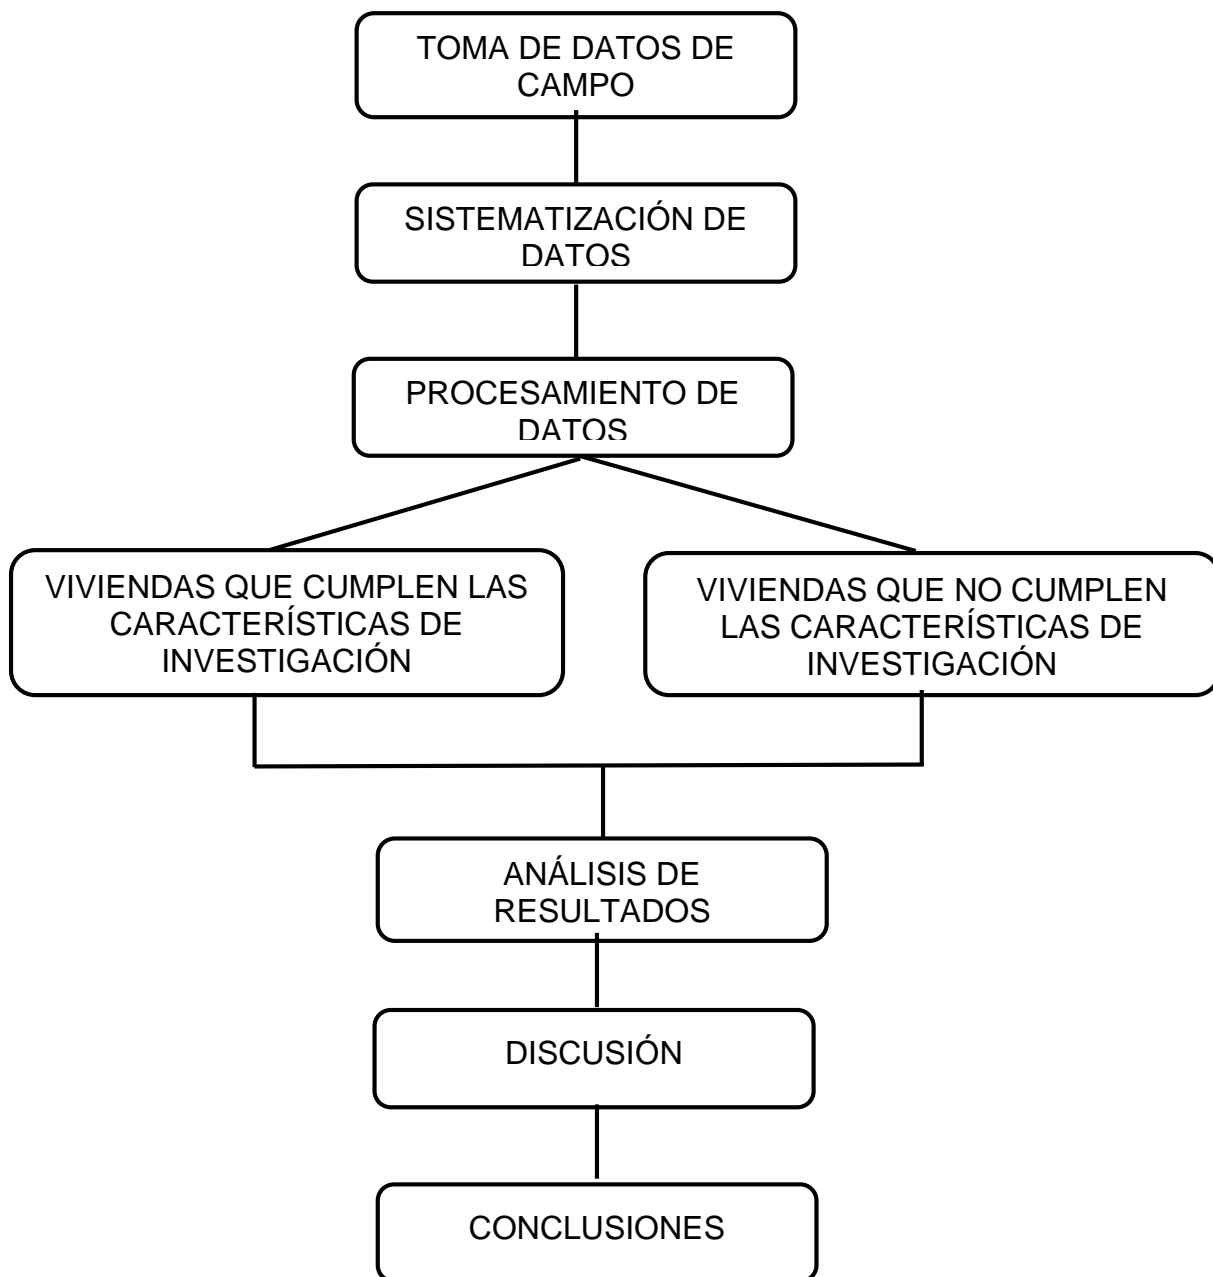 TOMA DE DATOS DE
CAMPO
SISTEMATIZACIÓN DE
DATOS
PROCESAMIENTO DE
DATOS
VIVIENDAS QUE CUMPLEN LAS
CARACTERÍSTICAS DE
INVESTIGACIÓN
VIVIENDAS QUE NO CUMPLEN
LAS CARACTERÍSTICAS DE
INVESTIGACIÓN
ANÁLISIS DE
RESULTADOS
DISCUSIÓN
CONCLUSIONES